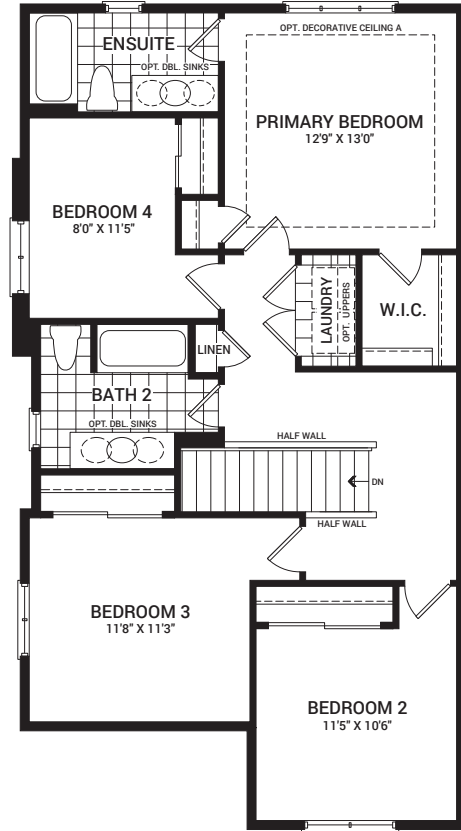 OPT. DECORATIVE CEILING A
ENSUITE
OPT. DBL. SINKS
PRIMARY BEDROOM
12'9" X 13'0"
BEDROOM 4
8'0" X 11'5"
LAUNDRY
OPT. UPPERS
W.I.C.
LINEN
BATH 2
OPT. DBL. SINKS
HALF WALL
DN
HALF WALL
BEDROOM 3
11'8" X 11'3"
BEDROOM 2
11'5" X 10'6"